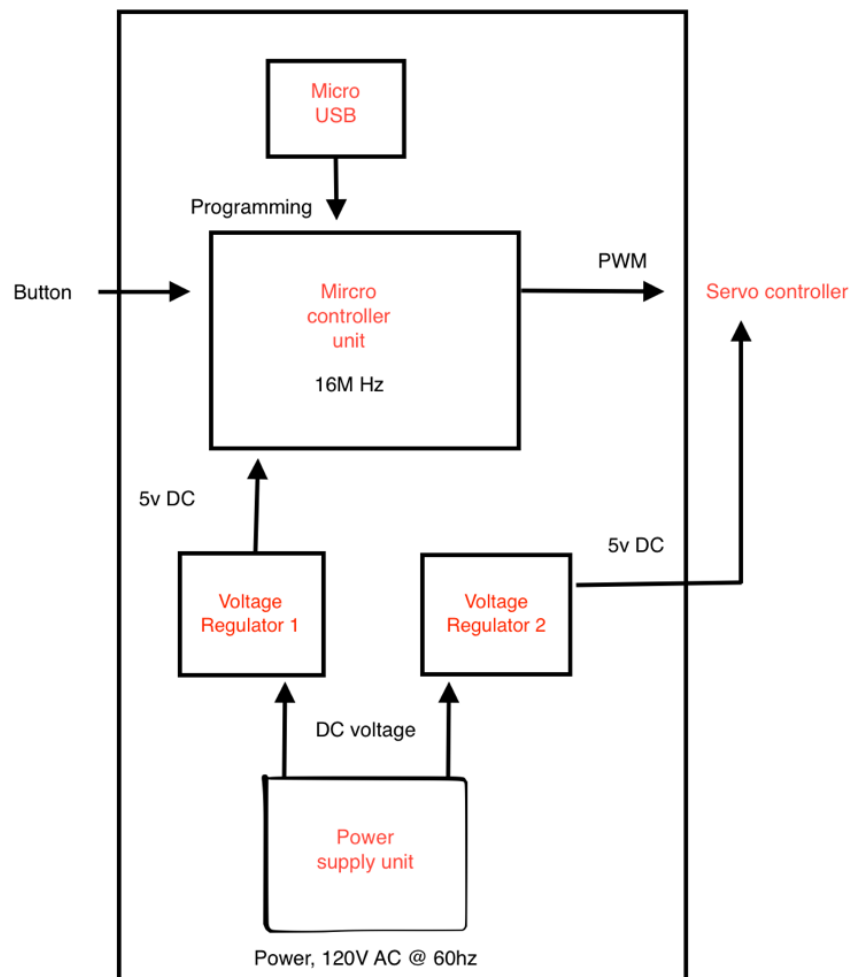 Micro
USB
Programming
Button
Mircro
controller
unit
16M Hz
PWM
Servo controller
5v DC
5v DC
Voltage
Regulator 1
Voltage
Regulator 2
DC voltage
Power
supply unit
Power, 120V AC @ 60hz